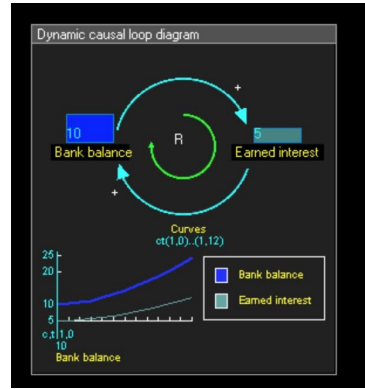 Dynamic causal loop diagram
+
10
R
5
Bank balance
Earned interest
+
Curves
ct(1,0)..(1,12)
25
20
10
5
Bank balance
Earned interest
c,t 1,0
10
Bank balance